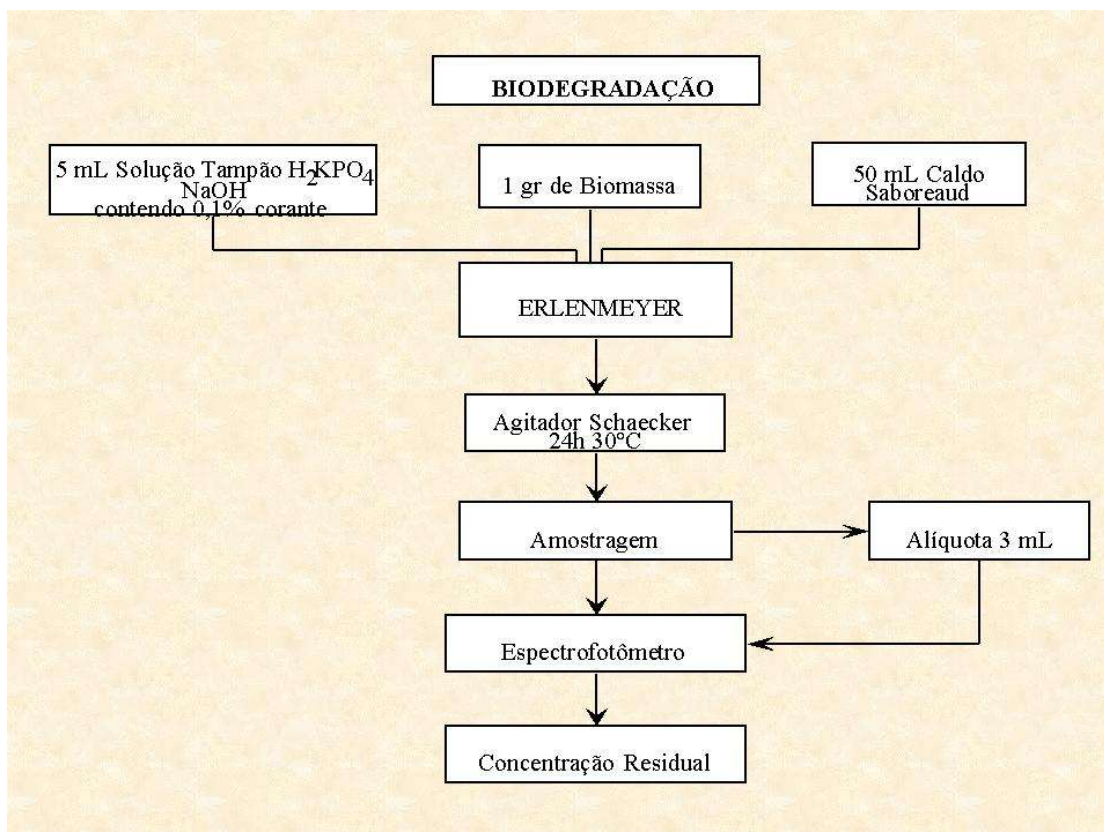 BIODEGRADAÇÃO
5 mL Solução Tampão H2KPO4
NaOH
contendo 0,1% corante
1 gr de Biomassa
50 mL Caldo
Saboreaud
ERLENMEYER
Agitador Schaecker
24h 30°C
Amostragem
Alíquota 3 mL
Espectrofotômetro
Concentração Residual